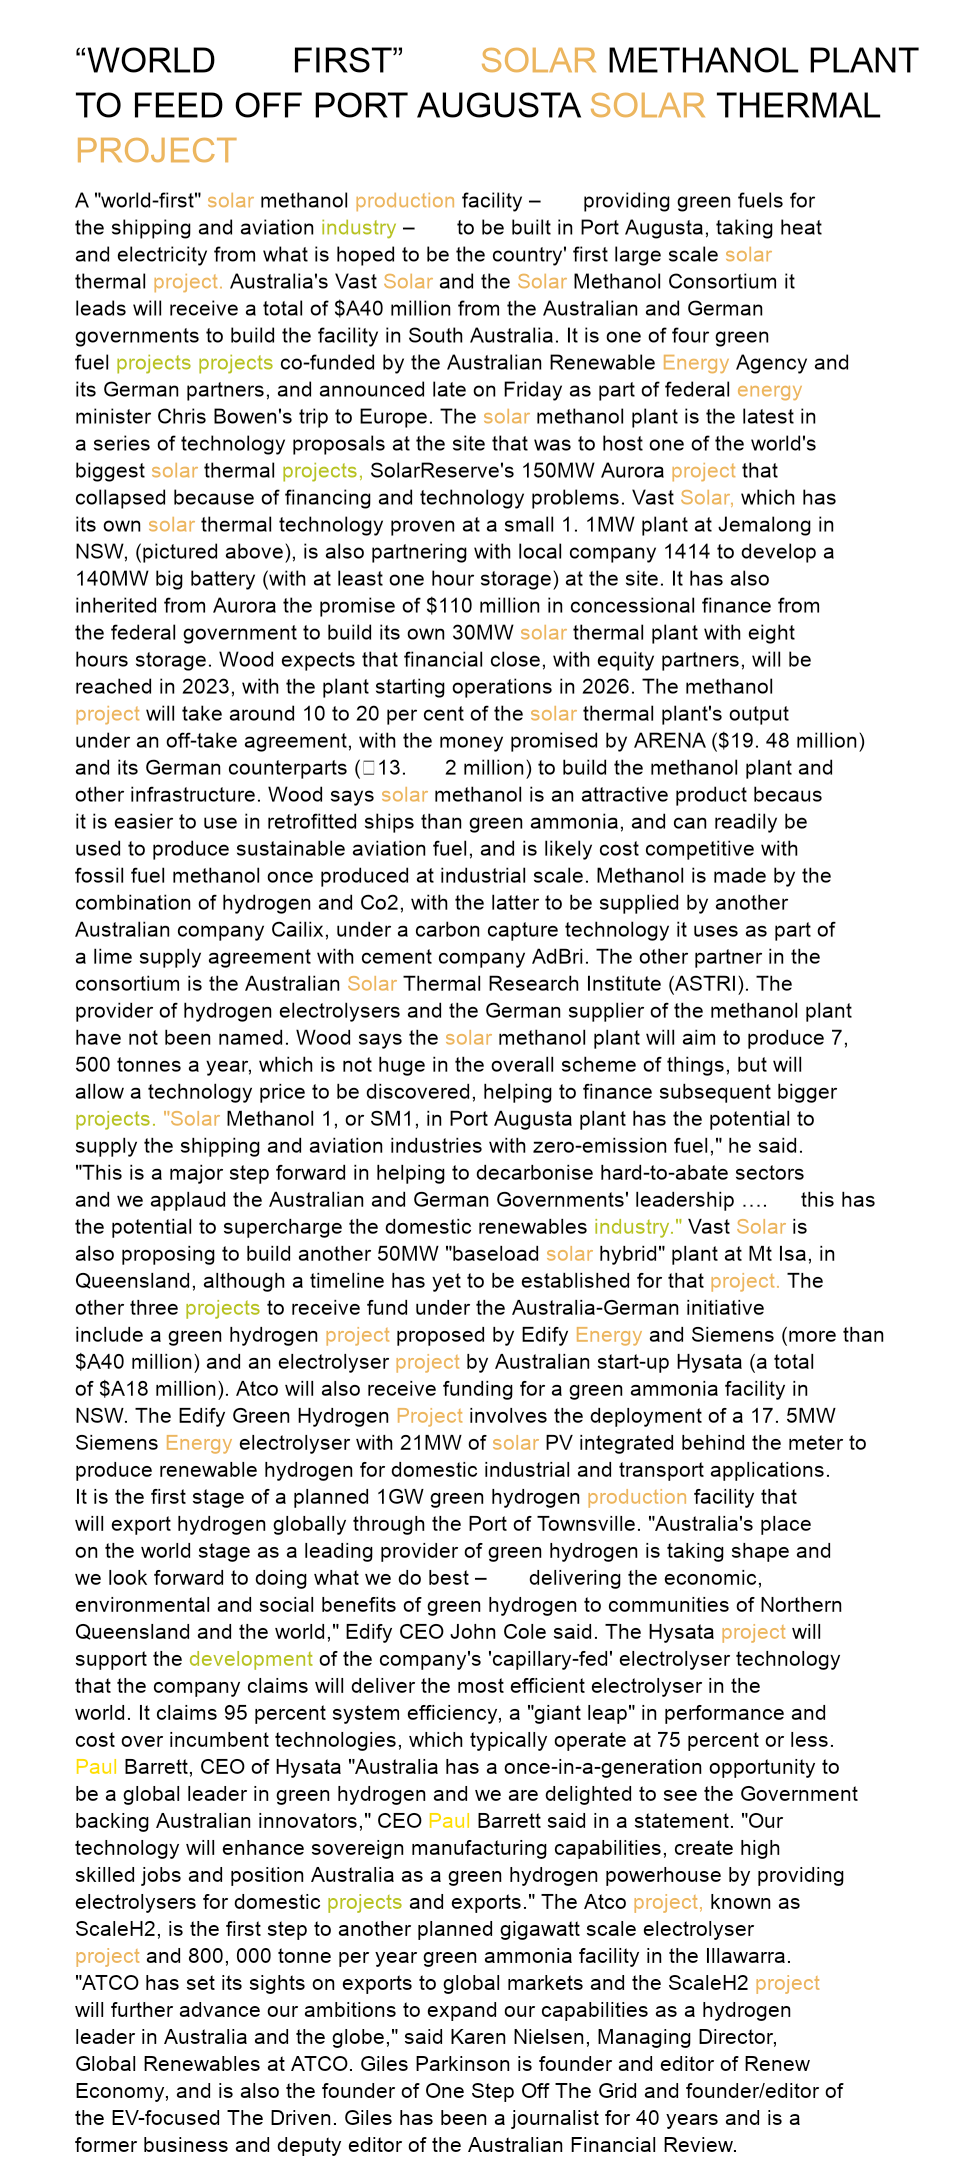 “WORLD FIRST” SOLAR METHANOL PLANT
TO FEED OFF PORT AUGUSTA SOLAR THERMAL
PROJECT
A "world-first" solar methanol production facility – providing green fuels for
the shipping and aviation industry – to be built in Port Augusta, taking heat
and electricity from what is hoped to be the country' first large scale solar
thermal project. Australia's Vast Solar and the Solar Methanol Consortium it
leads will receive a total of $A40 million from the Australian and German
governments to build the facility in South Australia. It is one of four green
fuel projects projects co-funded by the Australian Renewable Energy Agency and
its German partners, and announced late on Friday as part of federal energy
minister Chris Bowen's trip to Europe. The solar methanol plant is the latest in
a series of technology proposals at the site that was to host one of the world's
biggest solar thermal projects, SolarReserve's 150MW Aurora project that
collapsed because of financing and technology problems. Vast Solar, which has
its own solar thermal technology proven at a small 1. 1MW plant at Jemalong in
NSW, (pictured above), is also partnering with local company 1414 to develop a
140MW big battery (with at least one hour storage) at the site. It has also
inherited from Aurora the promise of $110 million in concessional finance from
the federal government to build its own 30MW solar thermal plant with eight
hours storage. Wood expects that financial close, with equity partners, will be
reached in 2023, with the plant starting operations in 2026. The methanol
project will take around 10 to 20 per cent of the solar thermal plant's output
under an off-take agreement, with the money promised by ARENA ($19. 48 million)
and its German counterparts (□13. 2 million) to build the methanol plant and
other infrastructure. Wood says solar methanol is an attractive product becaus
it is easier to use in retrofitted ships than green ammonia, and can readily be
used to produce sustainable aviation fuel, and is likely cost competitive with
fossil fuel methanol once produced at industrial scale. Methanol is made by the
combination of hydrogen and Co2, with the latter to be supplied by another
Australian company Cailix, under a carbon capture technology it uses as part of
a lime supply agreement with cement company AdBri. The other partner in the
consortium is the Australian Solar Thermal Research Institute (ASTRI). The
provider of hydrogen electrolysers and the German supplier of the methanol plant
have not been named. Wood says the solar methanol plant will aim to produce 7,
500 tonnes a year, which is not huge in the overall scheme of things, but will
allow a technology price to be discovered, helping to finance subsequent bigger
projects. "Solar Methanol 1, or SM1, in Port Augusta plant has the potential to
supply the shipping and aviation industries with zero-emission fuel," he said.
"This is a major step forward in helping to decarbonise hard-to-abate sectors
and we applaud the Australian and German Governments' leadership …. this has
the potential to supercharge the domestic renewables industry." Vast Solar is
also proposing to build another 50MW "baseload solar hybrid" plant at Mt Isa, in
Queensland, although a timeline has yet to be established for that project. The
other three projects to receive fund under the Australia-German initiative
include a green hydrogen project proposed by Edify Energy and Siemens (more than
$A40 million) and an electrolyser project by Australian start-up Hysata (a total
of $A18 million). Atco will also receive funding for a green ammonia facility in
NSW. The Edify Green Hydrogen Project involves the deployment of a 17. 5MW
Siemens Energy electrolyser with 21MW of solar PV integrated behind the meter to
produce renewable hydrogen for domestic industrial and transport applications.
It is the first stage of a planned 1GW green hydrogen production facility that
will export hydrogen globally through the Port of Townsville. "Australia's place
on the world stage as a leading provider of green hydrogen is taking shape and
we look forward to doing what we do best – delivering the economic,
environmental and social benefits of green hydrogen to communities of Northern
Queensland and the world," Edify CEO John Cole said. The Hysata project will
support the development of the company's 'capillary-fed' electrolyser technology
that the company claims will deliver the most efficient electrolyser in the
world. It claims 95 percent system efficiency, a "giant leap" in performance and
cost over incumbent technologies, which typically operate at 75 percent or less.
Paul Barrett, CEO of Hysata "Australia has a once-in-a-generation opportunity to
be a global leader in green hydrogen and we are delighted to see the Government
backing Australian innovators," CEO Paul Barrett said in a statement. "Our
technology will enhance sovereign manufacturing capabilities, create high
skilled jobs and position Australia as a green hydrogen powerhouse by providing
electrolysers for domestic projects and exports." The Atco project, known as
ScaleH2, is the first step to another planned gigawatt scale electrolyser
project and 800, 000 tonne per year green ammonia facility in the Illawarra.
"ATCO has set its sights on exports to global markets and the ScaleH2 project
will further advance our ambitions to expand our capabilities as a hydrogen
leader in Australia and the globe," said Karen Nielsen, Managing Director,
Global Renewables at ATCO. Giles Parkinson is founder and editor of Renew
Economy, and is also the founder of One Step Off The Grid and founder/editor of
the EV-focused The Driven. Giles has been a journalist for 40 years and is a
former business and deputy editor of the Australian Financial Review.